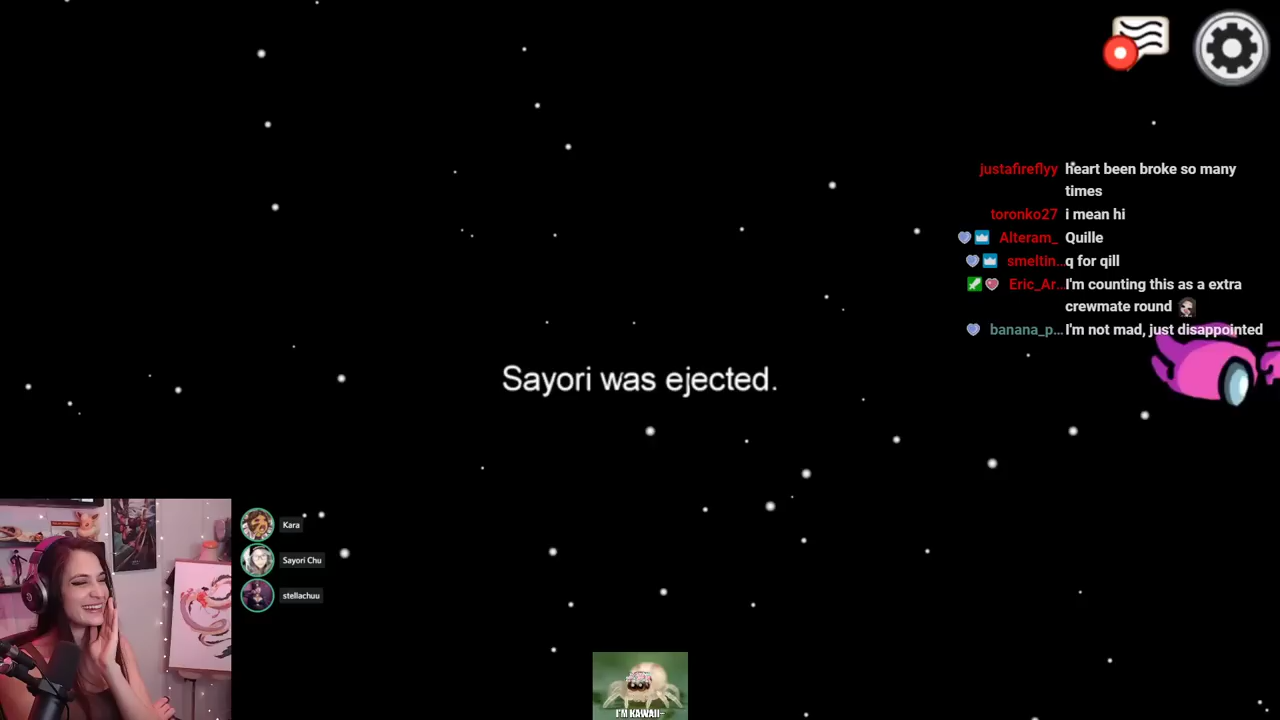 justafireflyy heart been broke so many
times
toronko27 i mean hi
Alteram_ Quille
smeltin... q for qill
Eric_Ar... I'm counting this as a extra
crewmate round
banana_p... I'm not mad, just disappointed
Sayori was ejected.
Kara
Sayori Chu
stellachuu
I'M KAWAII~